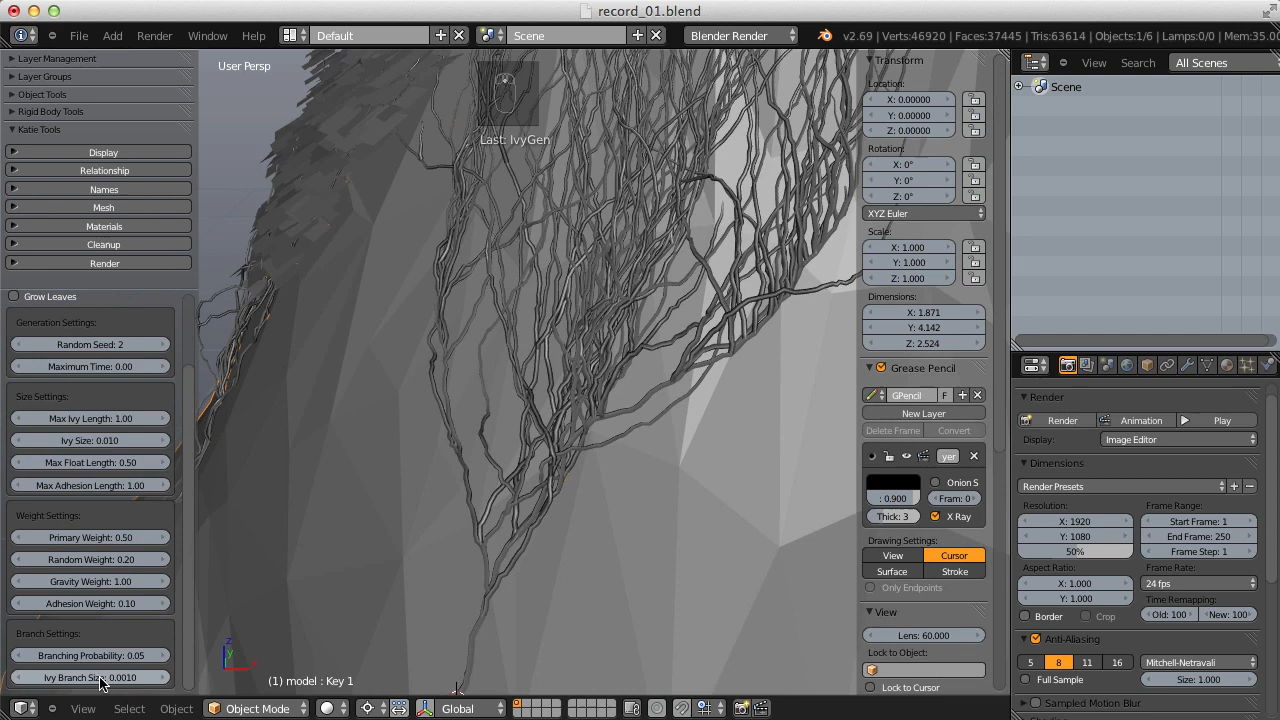 record_01.blend
File Add Render Window Help Default Scene Blender Render v2.69 | Verts:46920 | Faces:37445 | Tris:63614 | Objects:1/6 | Lamps:0/0 | Mem:35.00
Layer Management
Layer Groups
Object Tools
Rigid Body Tools
Katie Tools
Display
Relationship
Names
Mesh
Materials
Cleanup
Render
Grow Leaves
Generation Settings:
Random Seed: 2
Maximum Time: 0.00
Size Settings:
Max Ivy Length: 1.00
Ivy Size: 0.010
Max Float Length: 0.50
Max Adhesion Length: 1.00
Weight Settings:
Primary Weight: 0.50
Random Weight: 0.20
Gravity Weight: 1.00
Adhesion Weight: 0.10
Branch Settings:
Branching Probability: 0.05
Ivy Branch Size: 0.0010
User Persp
Last: IvyGen
(1) model : Key 1
View Select Object Object Mode Global
Transform
Location:
X: 0.00000
Y: 0.00000
Z: 0.00000
Rotation:
X: 0°
Y: 0°
Z: 0°
XYZ Euler
Scale:
X: 1.000
Y: 1.000
Z: 1.000
Dimensions:
X: 1.871
Y: 4.142
Z: 2.524
Grease Pencil
GPencil F
New Layer
Delete Frame Convert
yer
Onion S
: 0.900 Fram: 0
Thick: 3 X Ray
Drawing Settings:
View Cursor
Surface Stroke
Only Endpoints
View
Lens: 60.000
Lock to Object:
Lock to Cursor
View Search All Scenes
Scene
Render
Render Animation Play
Display: Image Editor
Dimensions
Render Presets
Resolution: Frame Range:
X: 1920 Start Frame: 1
Y: 1080 End Frame: 250
50% Frame Step: 1
Aspect Ratio: Frame Rate:
X: 1.000 24 fps
Y: 1.000 Time Remapping:
Border Crop Old: 100 New: 100
Anti-Aliasing
5 8 11 16 Mitchell-Netravali
Full Sample Size: 1.000
Sampled Motion Blur